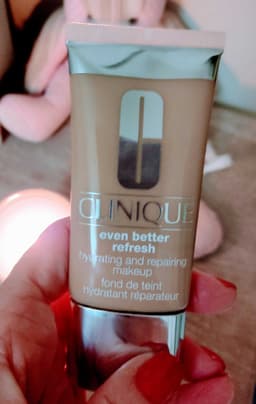 CLINIQUE
even better
refresh
hydrating and repairing
makeup
fond de teint
hydratant réparateur